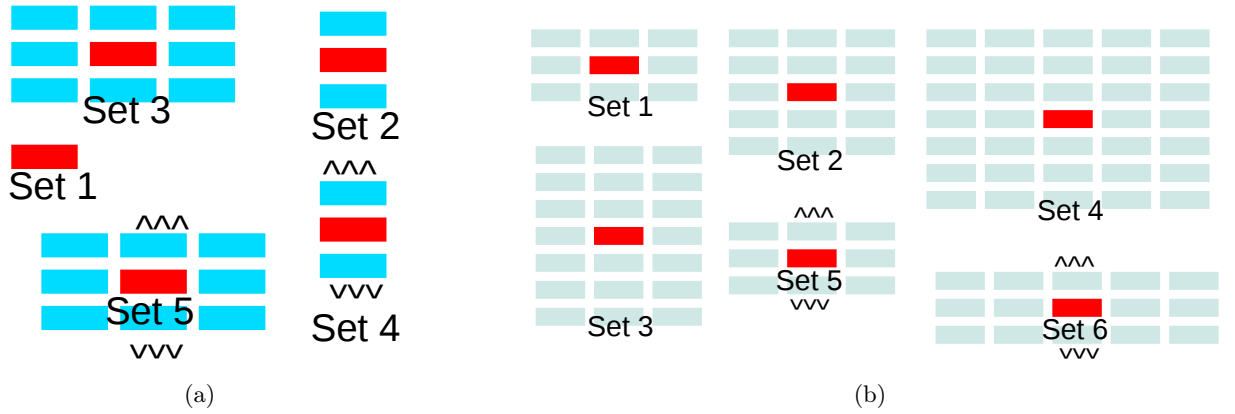 Set 3
Set 2
Set 1
^^^
Set 4
vvv
^^^
Set 5
vvv
(a)
Set 1
Set 2
Set 4
Set 3
^^^
Set 5
vvv
^^^
Set 6
vvv
(b)